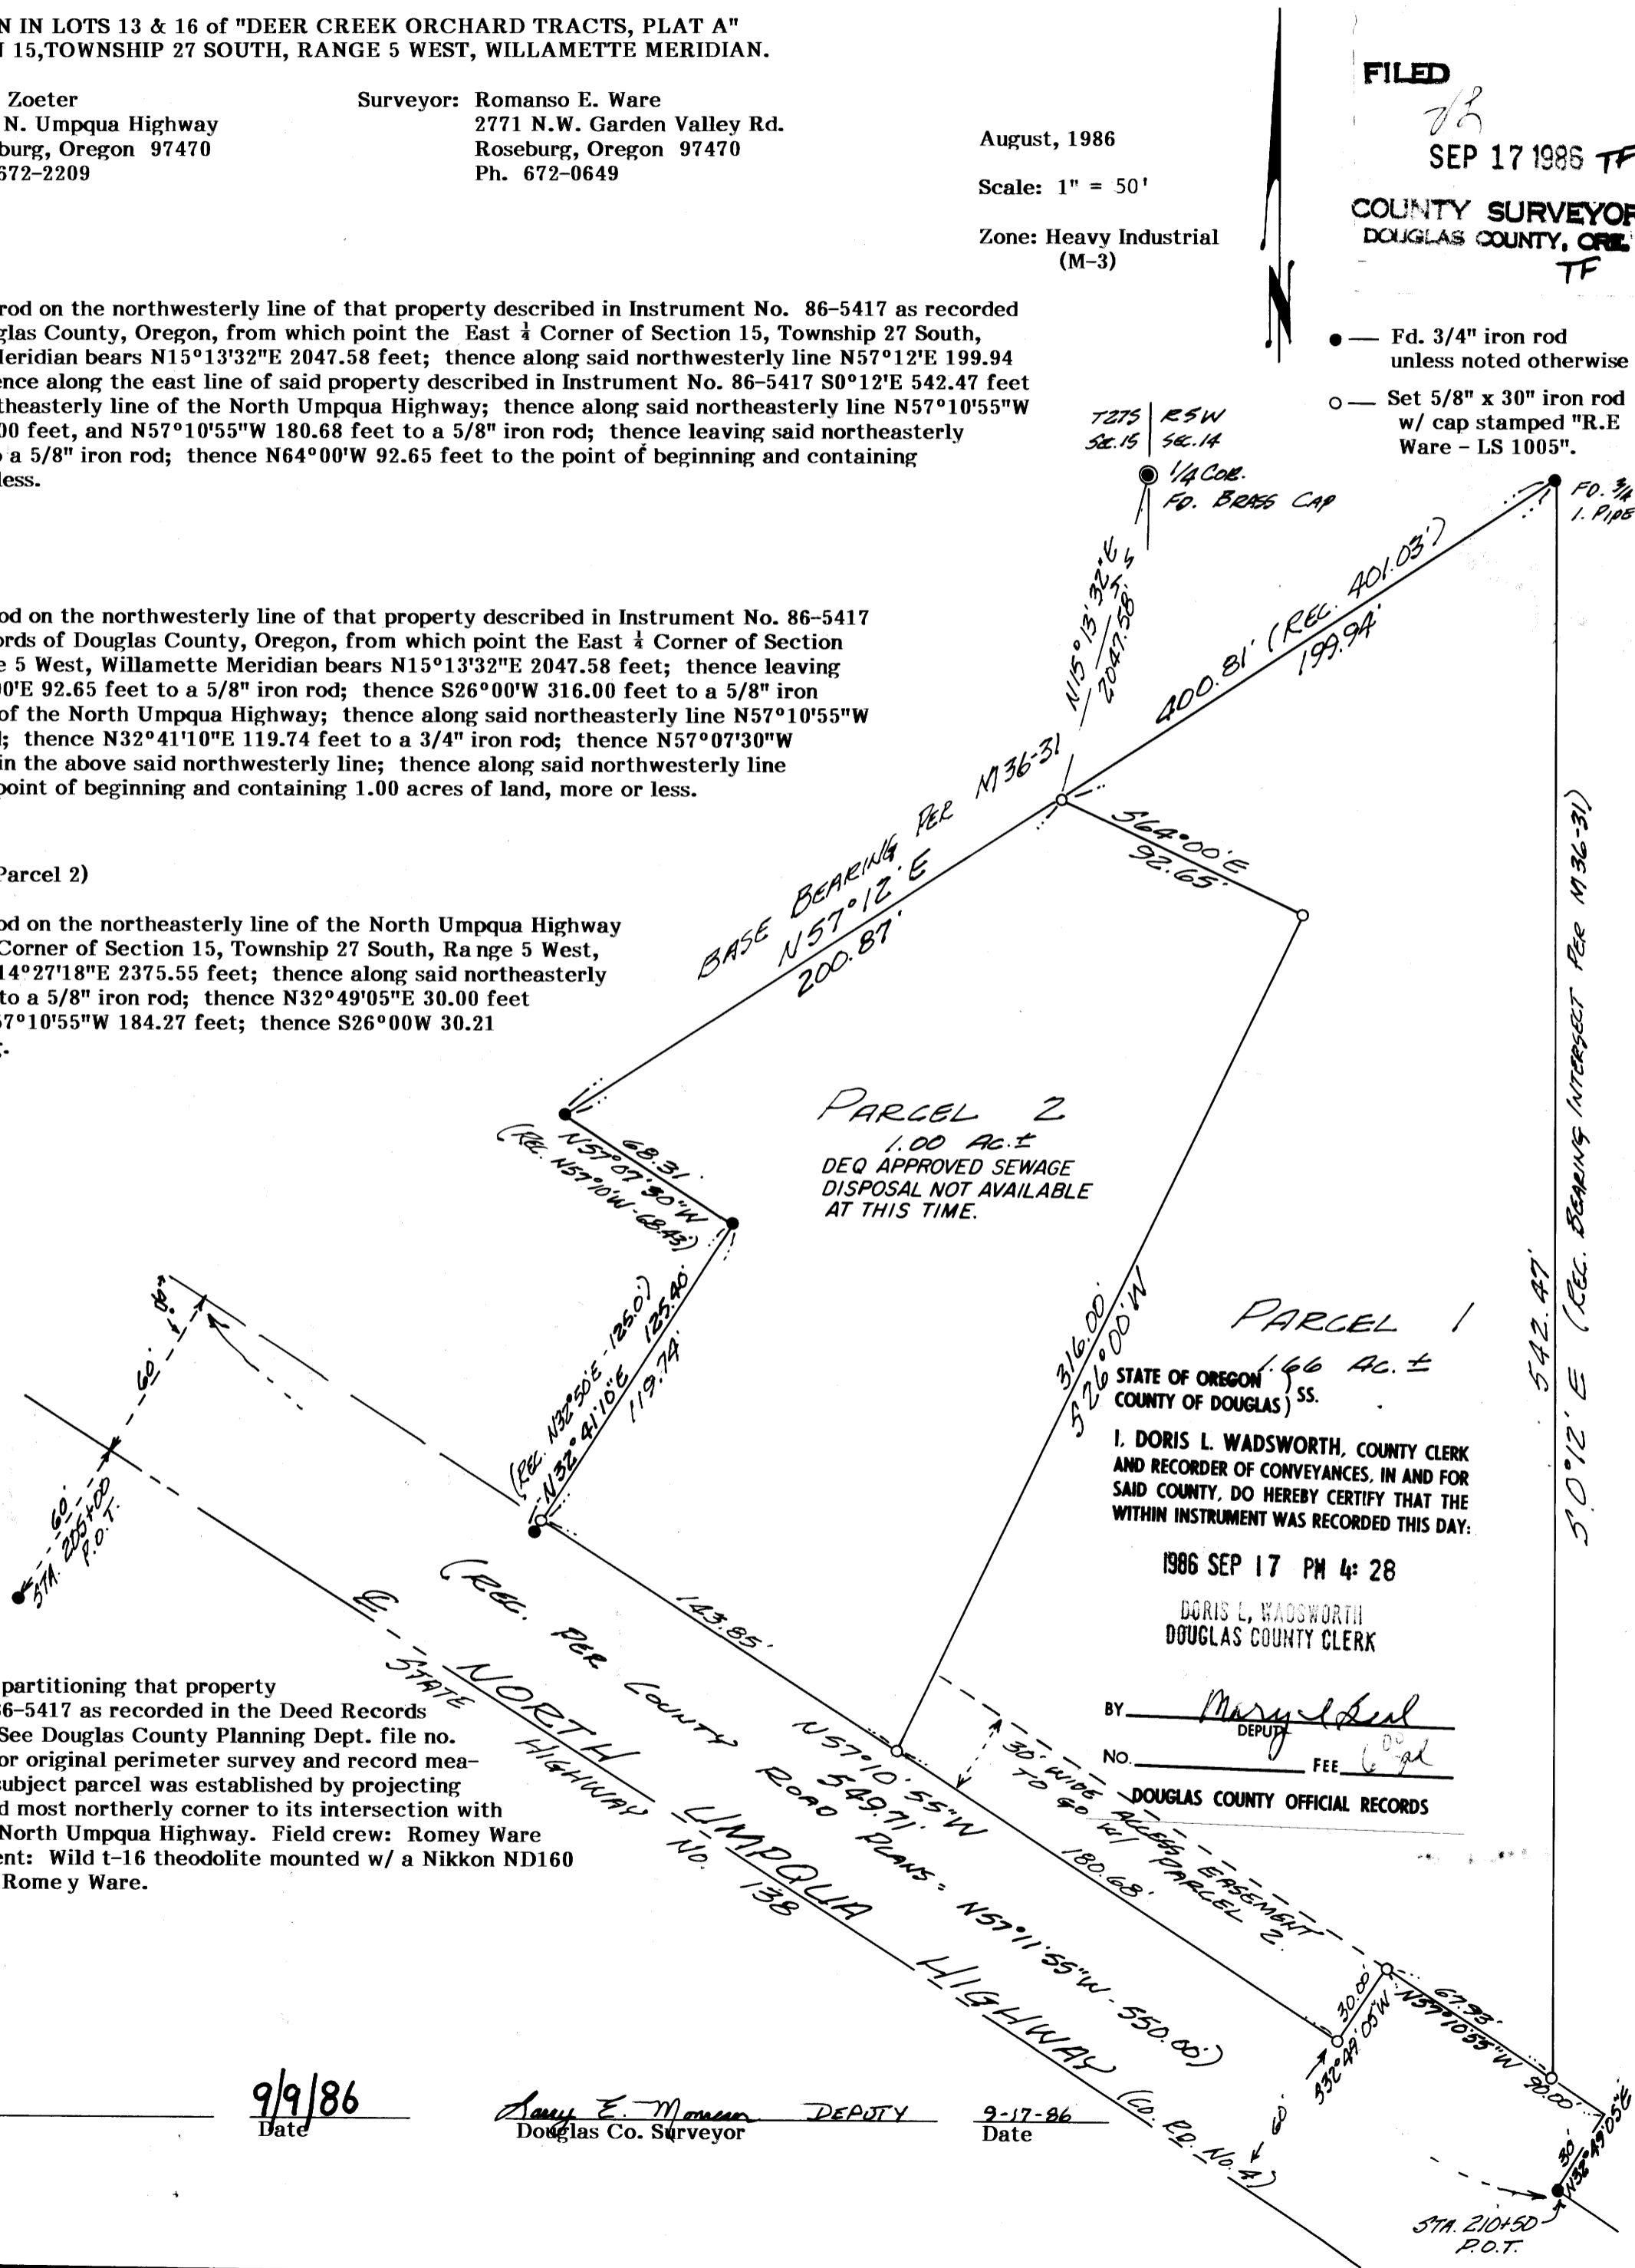 N IN LOTS 13 & 16 of "DEER CREEK ORCHARD TRACTS, PLAT A"
15,TOWNSHIP 27 SOUTH, RANGE 5 WEST, WILLAMETTE MERIDIAN.
Zoeter
N. Umpqua Highway
burg, Oregon 97470
672-2209
Surveyor: Romanso E. Ware
2771 N.W. Garden Valley Rd.
Roseburg, Oregon 97470
Ph. 672-0649
August, 1986
Scale: 1" = 50'
Zone: Heavy Industrial
(M-3)
N
FILED
SEP 17 1986 TF
COUNTY SURVEYOR
DOUGLAS COUNTY, ORE.
TF
Fd. 3/4" iron rod
unless noted otherwise
Set 5/8" x 30" iron rod
w/ cap stamped "R.E
Ware - LS 1005".
rod on the northwesterly line of that property described in Instrument No. 86-5417 as recorded
glas County, Oregon, from which point the East ¼ Corner of Section 15, Township 27 South,
Meridian bears N15°13'32"E 2047.58 feet; thence along said northwesterly line N57°12'E 199.94
ence along the east line of said property described in Instrument No. 86-5417 S0°12'E 542.47 feet
theasterly line of the North Umpqua Highway; thence along said northeasterly line N57°10'55"W
00 feet, and N57°10'55"W 180.68 feet to a 5/8" iron rod; thence leaving said northeasterly
a 5/8" iron rod; thence N64°00'W 92.65 feet to the point of beginning and containing
less.
od on the northwesterly line of that property described in Instrument No. 86-5417
ords of Douglas County, Oregon, from which point the East ¼ Corner of Section
e 5 West, Willamette Meridian bears N15°13'32"E 2047.58 feet; thence leaving
00'E 92.65 feet to a 5/8" iron rod; thence S26°00'W 316.00 feet to a 5/8" iron
of the North Umpqua Highway; thence along said northeasterly line N57°10'55"W
; thence N32°41'10"E 119.74 feet to a 3/4" iron rod; thence N57°07'30"W
in the above said northwesterly line; thence along said northwesterly line
point of beginning and containing 1.00 acres of land, more or less.
Parcel 2)
od on the northeasterly line of the North Umpqua Highway
Corner of Section 15, Township 27 South, Ra nge 5 West,
14°27'18"E 2375.55 feet; thence along said northeasterly
to a 5/8" iron rod; thence N32°49'05"E 30.00 feet
57°10'55"W 184.27 feet; thence S26°00W 30.21
T27S R5W
SEC.15 SEC.14
1/4 COR.
FD. BRASS CAP
FD. 3/4
I. PIPE
N15°13'32"E
2047.58'
400.81' (REC. 401.03')
199.94'
BASE BEARING PER M36-31
N57°12'E
200.87'
S64°00'E
92.65'
S.0°12'E (REC. BEARING INTERSECT PER M36-31)
542.47'
PARCEL 2
1.00 AC.±
DEQ APPROVED SEWAGE
DISPOSAL NOT AVAILABLE
AT THIS TIME.
68.31'
N57°07'30"W
(REC. N57°10'W - 68.43')
(REC. N32°50'E - 125.0')
N32°41'10"E 125.40'
119.74'
316.00'
S26°00'W
PARCEL 1
1.66 AC.±
STATE OF OREGON
COUNTY OF DOUGLAS) SS.
I, DORIS L. WADSWORTH, COUNTY CLERK
AND RECORDER OF CONVEYANCES, IN AND FOR
SAID COUNTY, DO HEREBY CERTIFY THAT THE
WITHIN INSTRUMENT WAS RECORDED THIS DAY:
1986 SEP 17 PM 4: 28
DORIS L. WADSWORTH
DOUGLAS COUNTY CLERK
BY
DEPUTY
NO. FEE 6
DOUGLAS COUNTY OFFICIAL RECORDS
60'
60'
STA. 205+00
P.O.T.
143.85'
(REC. PER COUNTY ROAD PLANS = N57°11'55"W - 550.00')
N57°10'55"W
549.71'
STATE HIGHWAY NO. 138
NORTH UMPQUA HIGHWAY (CO. RD. No. 4)
30' WIDE ACCESS EASEMENT
TO GO W/ PARCEL 2.
180.68'
30.00'
S32°49'05"W
67.93'
N57°10'55"W
90.00'
60'
30'
N32°49'05"E
STA. 210+50
P.O.T.
partitioning that property
86-5417 as recorded in the Deed Records
See Douglas County Planning Dept. file no.
or original perimeter survey and record mea-
subject parcel was established by projecting
d most northerly corner to its intersection with
North Umpqua Highway. Field crew: Romey Ware
ent: Wild t-16 theodolite mounted w/ a Nikkon ND160
Rome y Ware.
9/9/86
Date
DEPUTY
Douglas Co. Surveyor
9-17-86
Date